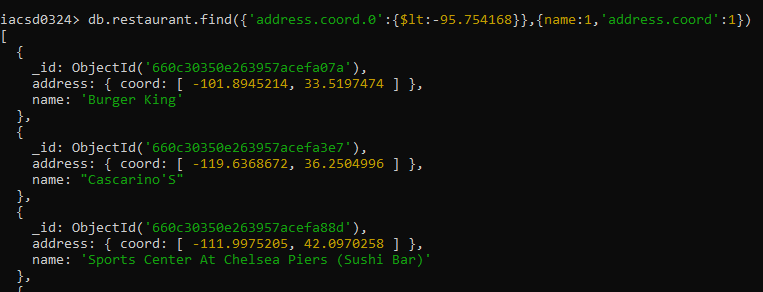 iacsd0324> db.restaurant.find({'address.coord.0':{$lt:-95.754168}},{name:1,'address.coord':1})
[
  {
    _id: ObjectId('660c30350e263957acefa07a'),
    address: { coord: [ -101.8945214, 33.5197474 ] },
    name: 'Burger King'
  },
  {
    _id: ObjectId('660c30350e263957acefa3e7'),
    address: { coord: [ -119.6368672, 36.2504996 ] },
    name: "Cascarino'S"
  },
  {
    _id: ObjectId('660c30350e263957acefa88d'),
    address: { coord: [ -111.9975205, 42.0970258 ] },
    name: 'Sports Center At Chelsea Piers (Sushi Bar)'
  },
  {